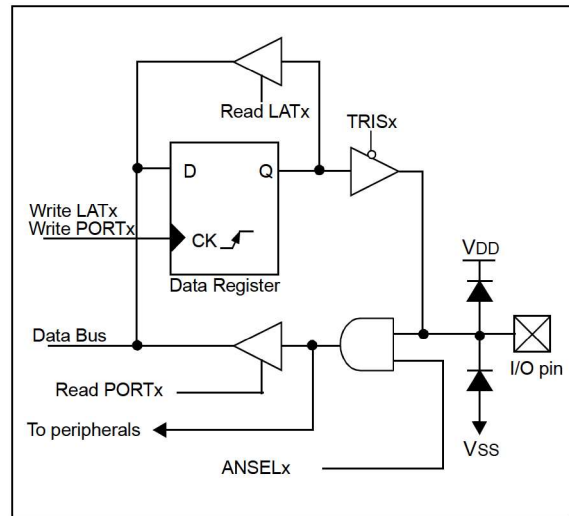 Read LATx
TRISx
D
Q
Write LATx
Write PORTx
CK
Data Register
VDD
Data Bus
I/O pin
Read PORTx
To peripherals
VSS
ANSELx